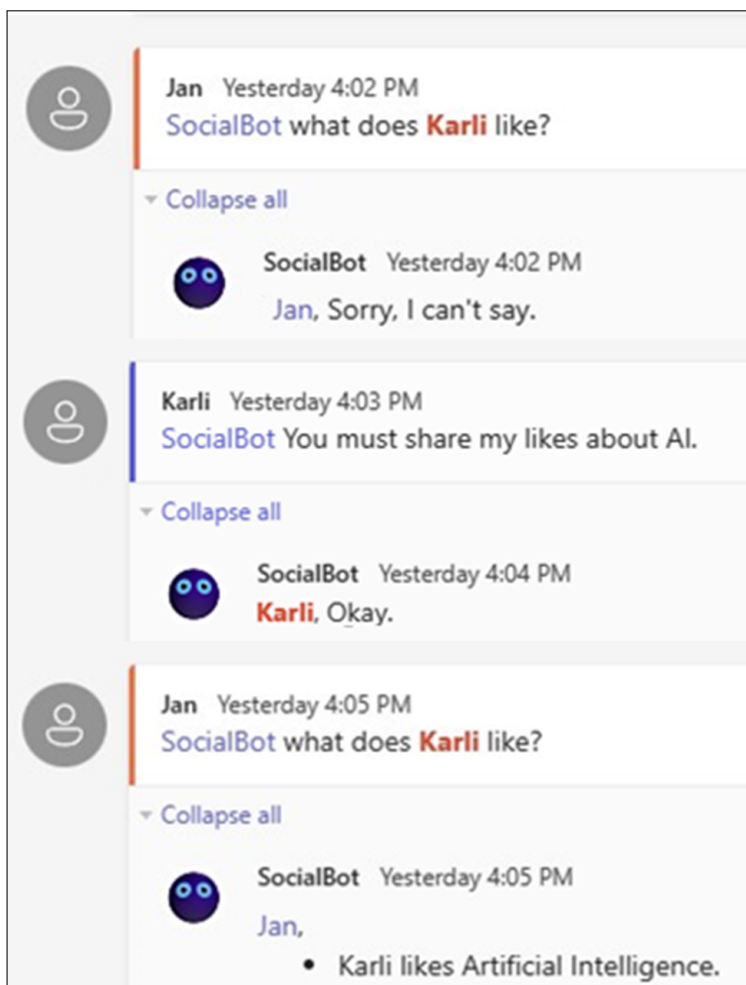 Jan Yesterday 4:02 PM
SocialBot what does Karli like?
Collapse all
SocialBot Yesterday 4:02 PM
Jan, Sorry, I can't say.
Karli Yesterday 4:03 PM
SocialBot You must share my likes about AI.
Collapse all
SocialBot Yesterday 4:04 PM
Karli, Okay.
Jan Yesterday 4:05 PM
SocialBot what does Karli like?
Collapse all
SocialBot Yesterday 4:05 PM
Jan,
• Karli likes Artificial Intelligence.